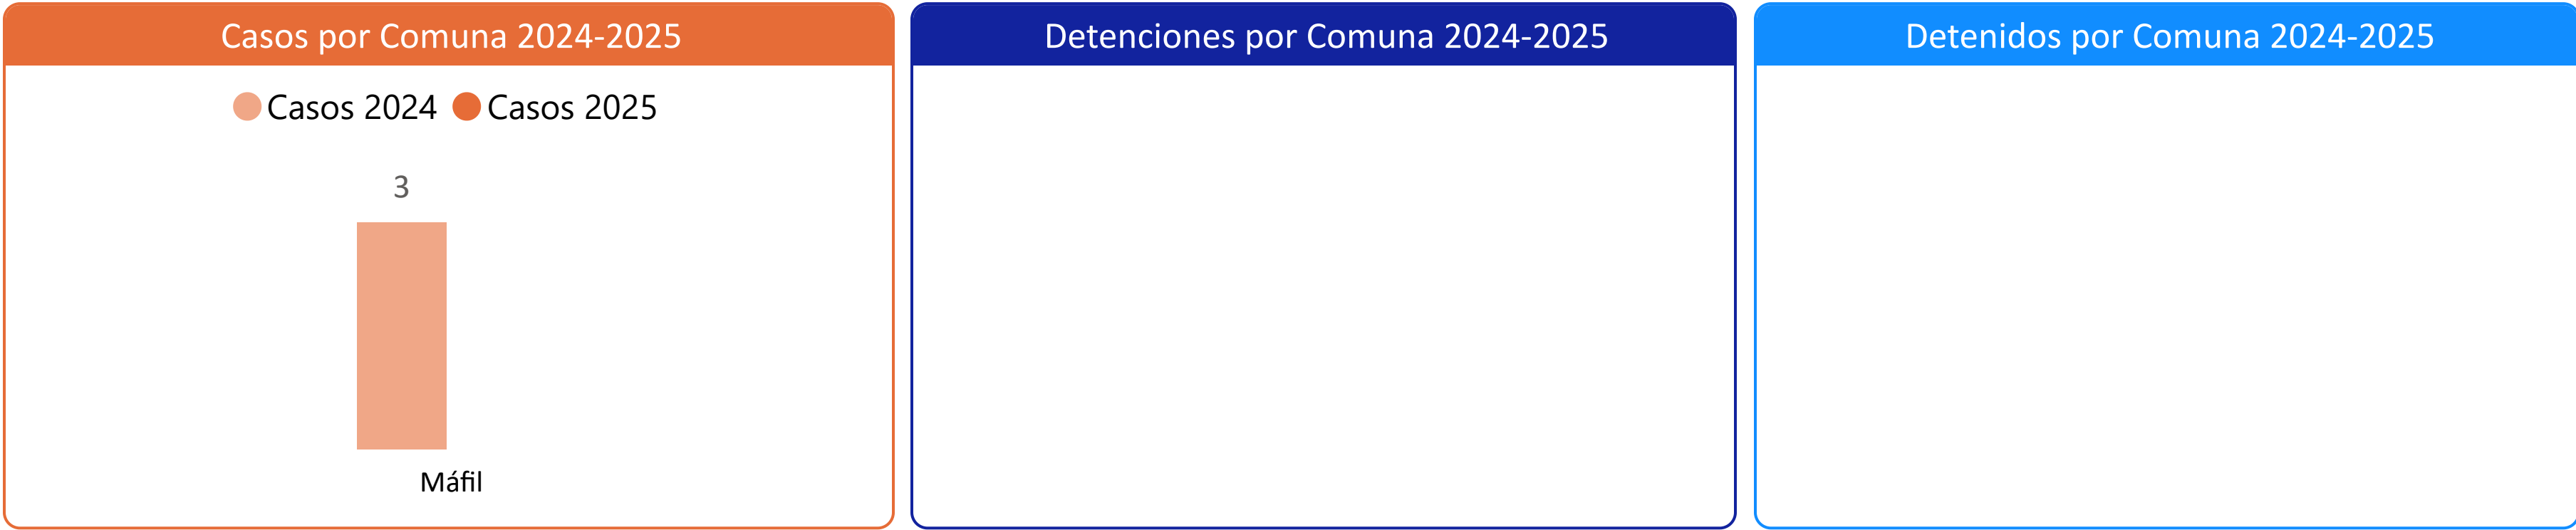 Casos por Comuna 2024-2025
Casos 2024 Casos 2025
3
Máfil
Detenciones por Comuna 2024-2025
Detenidos por Comuna 2024-2025